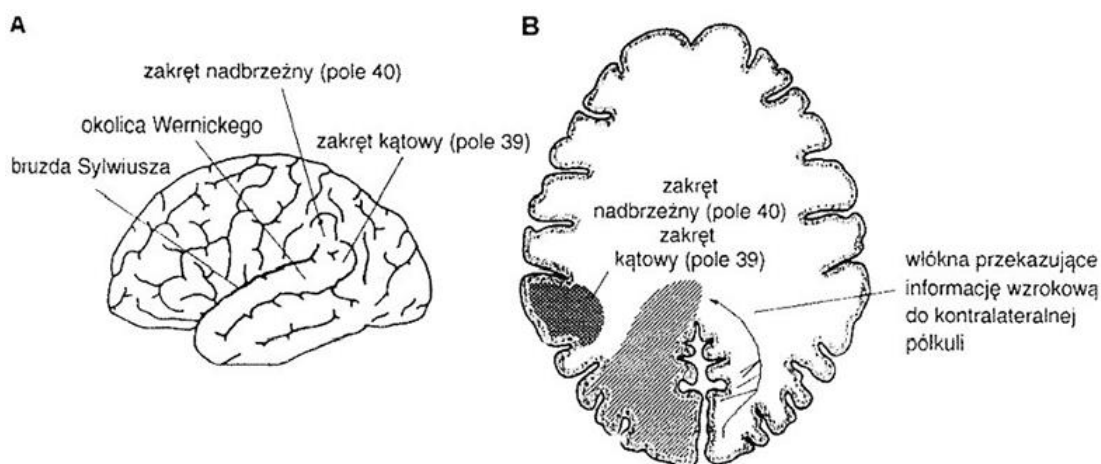 A
zakręt nadbrzeżny (pole 40)
okolica Wernickego
zakręt kątowy (pole 39)
bruzda Sylwiusza
B
zakręt
nadbrzeżny (pole 40)
zakręt
kątowy (pole 39)
włókna przekazujące
informację wzrokową
do kontralateralnej
półkuli